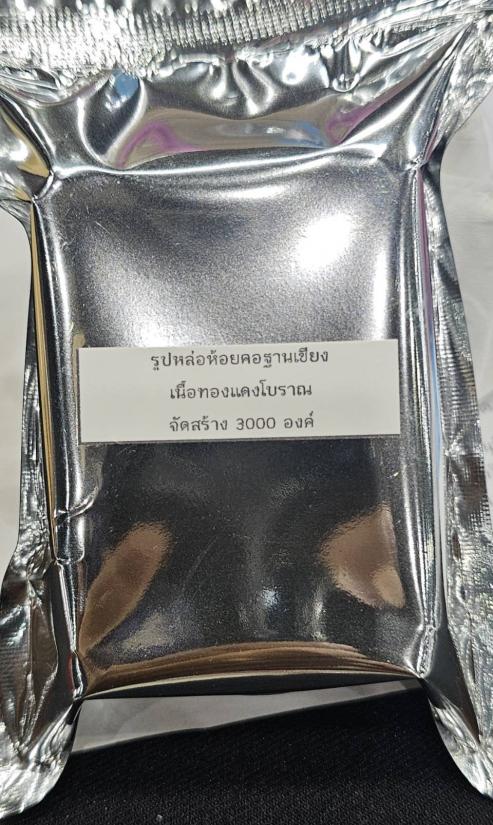 รูปหล่อห้อยคอฐานเขียง
เนื้อทองแดงโบราณ
จัดสร้าง 3000 องค์